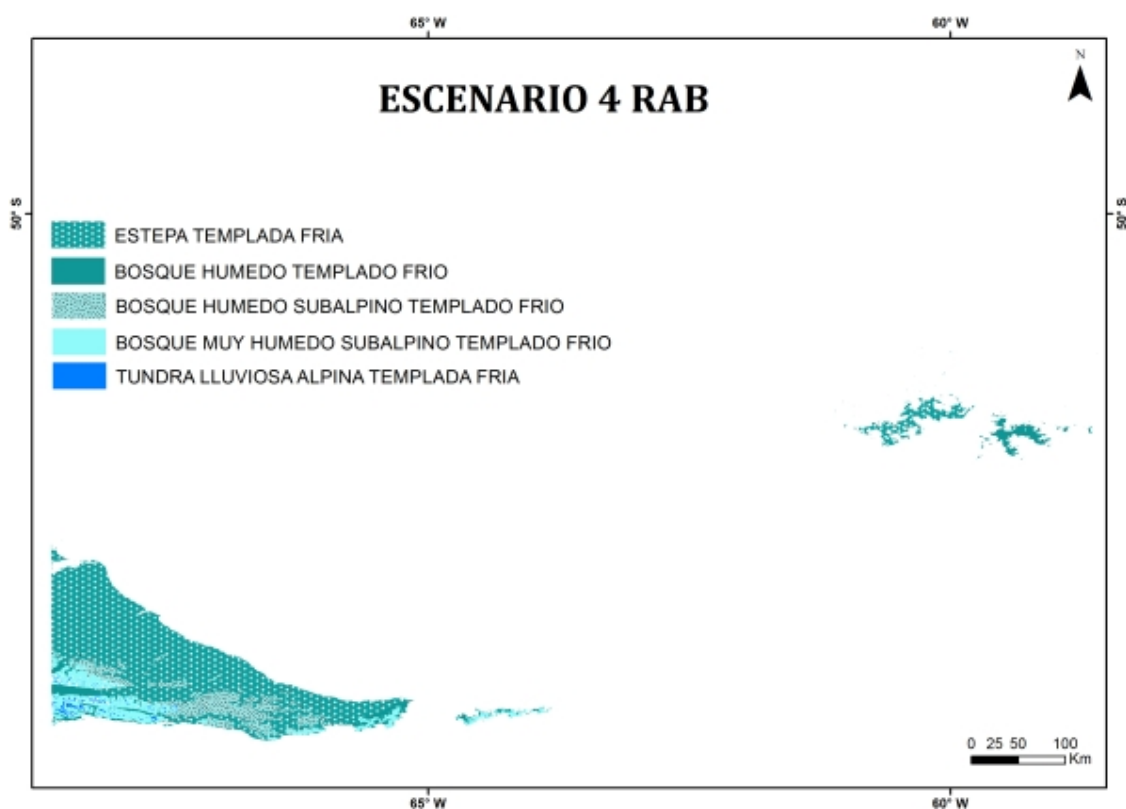 65° W 60° W
N
ESCENARIO 4 RAB
50° S 50° S
ESTEPA TEMPLADA FRIA
BOSQUE HUMEDO TEMPLADO FRIO
BOSQUE HUMEDO SUBALPINO TEMPLADO FRIO
BOSQUE MUY HUMEDO SUBALPINO TEMPLADO FRIO
TUNDRA LLUVIOSA ALPINA TEMPLADA FRIA
0 25 50 100
Km
65° W 60° W